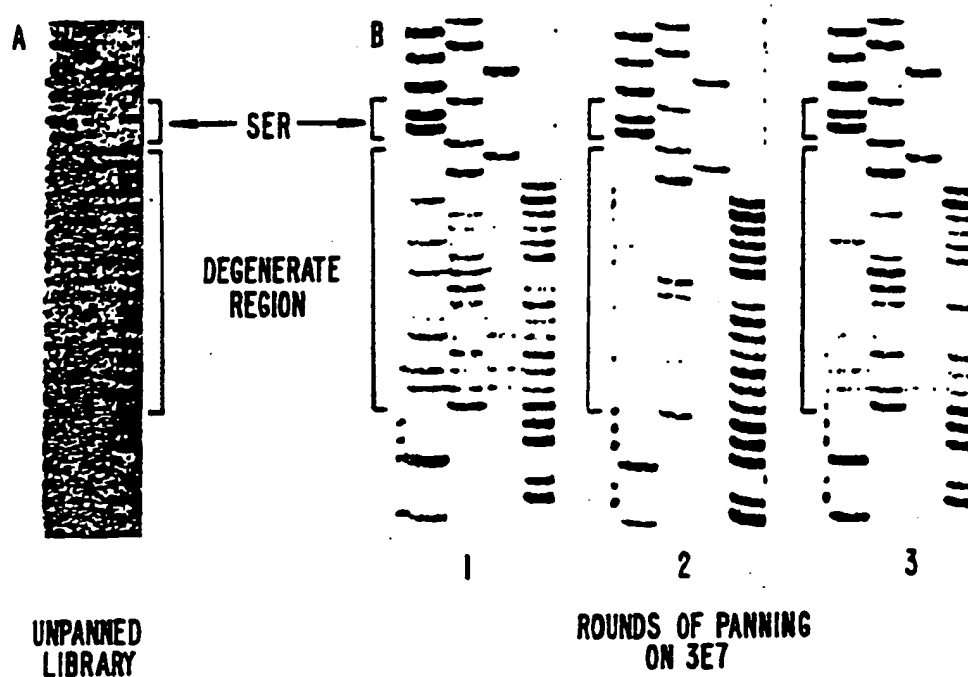 A
B
SER
DEGENERATE
REGION
1
2
3
UNPANNED
LIBRARY
ROUNDS OF PANNING
ON 3E7